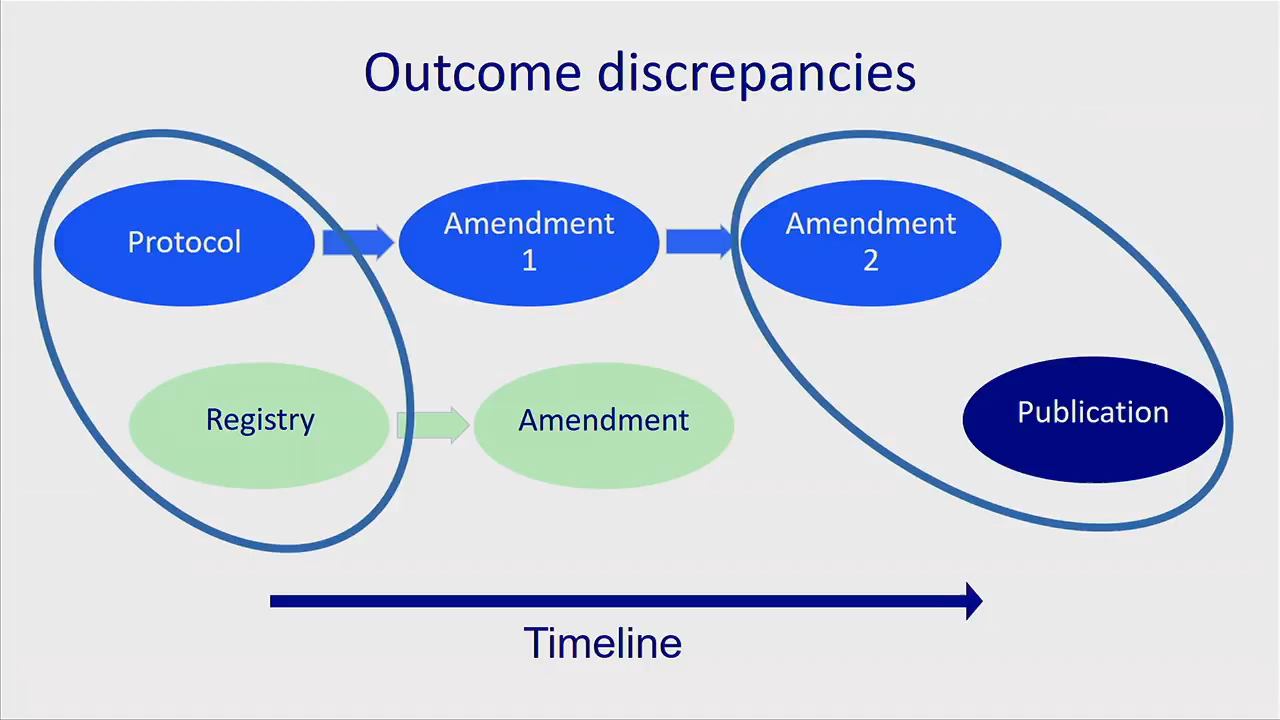 Outcome discrepancies
Protocol
Amendment
1
Amendment
2
Registry
Amendment
Publication
Timeline